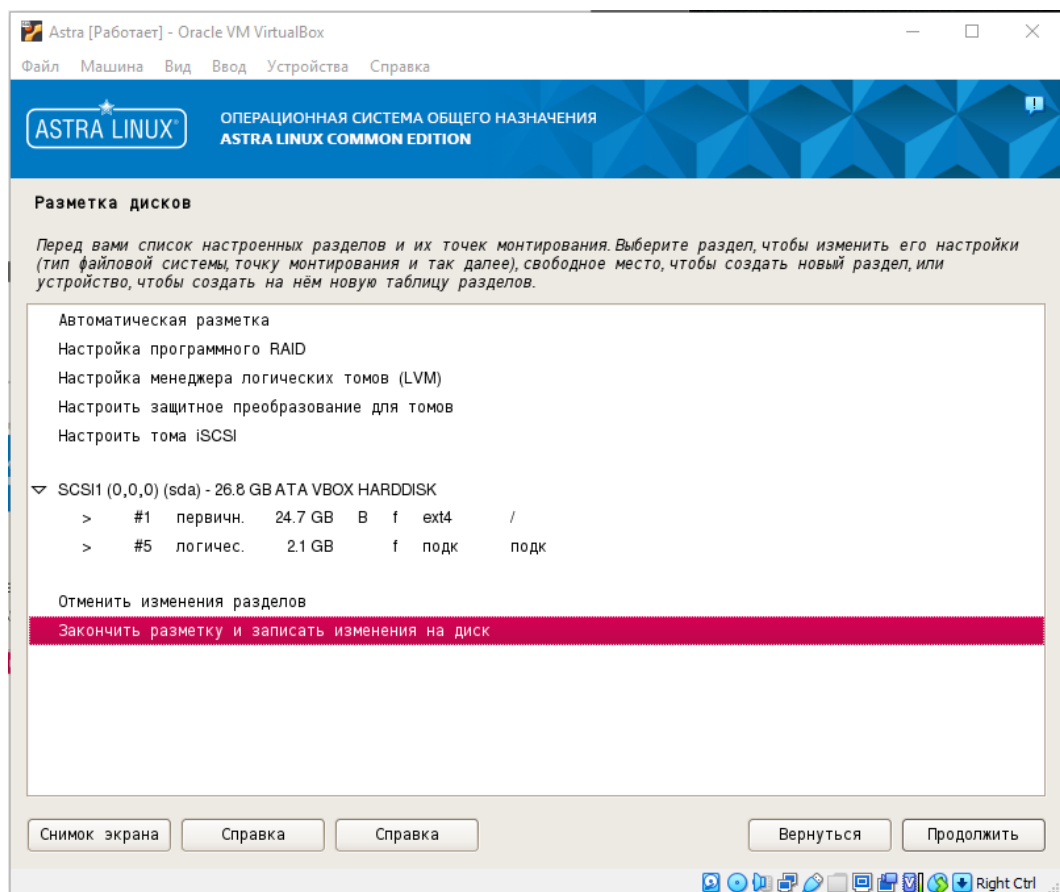 Astra [Работает] - Oracle VM VirtualBox
Файл Машина Вид Ввод Устройства Справка
ASTRA LINUX®
ОПЕРАЦИОННАЯ СИСТЕМА ОБЩЕГО НАЗНАЧЕНИЯ
ASTRA LINUX COMMON EDITION
Разметка дисков
Перед вами список настроенных разделов и их точек монтирования. Выберите раздел, чтобы изменить его настройки
(тип файловой системы, точку монтирования и так далее), свободное место, чтобы создать новый раздел, или
устройство, чтобы создать на нём новую таблицу разделов.
Автоматическая разметка
Настройка программного RAID
Настройка менеджера логических томов (LVM)
Настроить защитное преобразование для томов
Настроить тома iSCSI
SCSI1 (0,0,0) (sda) - 26.8 GB ATA VBOX HARDDISK
> #1 первичн. 24.7 GB B f ext4 /
> #5 логичес. 2.1 GB f подк подк
Отменить изменения разделов
Закончить разметку и записать изменения на диск
Снимок экрана Справка Справка Вернуться Продолжить
Right Ctrl